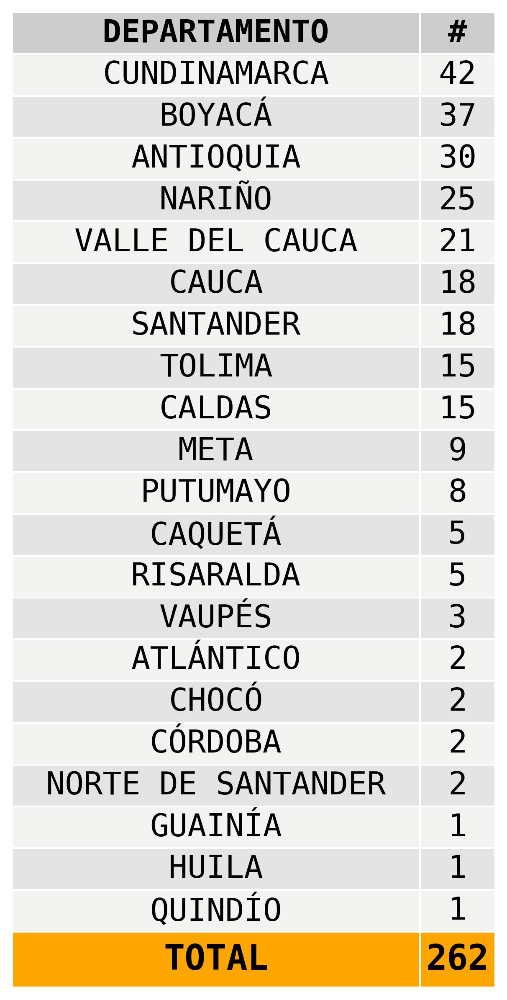 DEPARTAMENTO #
CUNDINAMARCA 42
BOYACÁ 37
ANTIOQUIA 30
NARIÑO 25
VALLE DEL CAUCA 21
CAUCA 18
SANTANDER 18
TOLIMA 15
CALDAS 15
META 9
PUTUMAYO 8
CAQUETÁ 5
RISARALDA 5
VAUPÉS 3
ATLÁNTICO 2
CHOCÓ 2
CÓRDOBA 2
NORTE DE SANTANDER 2
GUAINÍA 1
HUILA 1
QUINDÍO 1
TOTAL 262